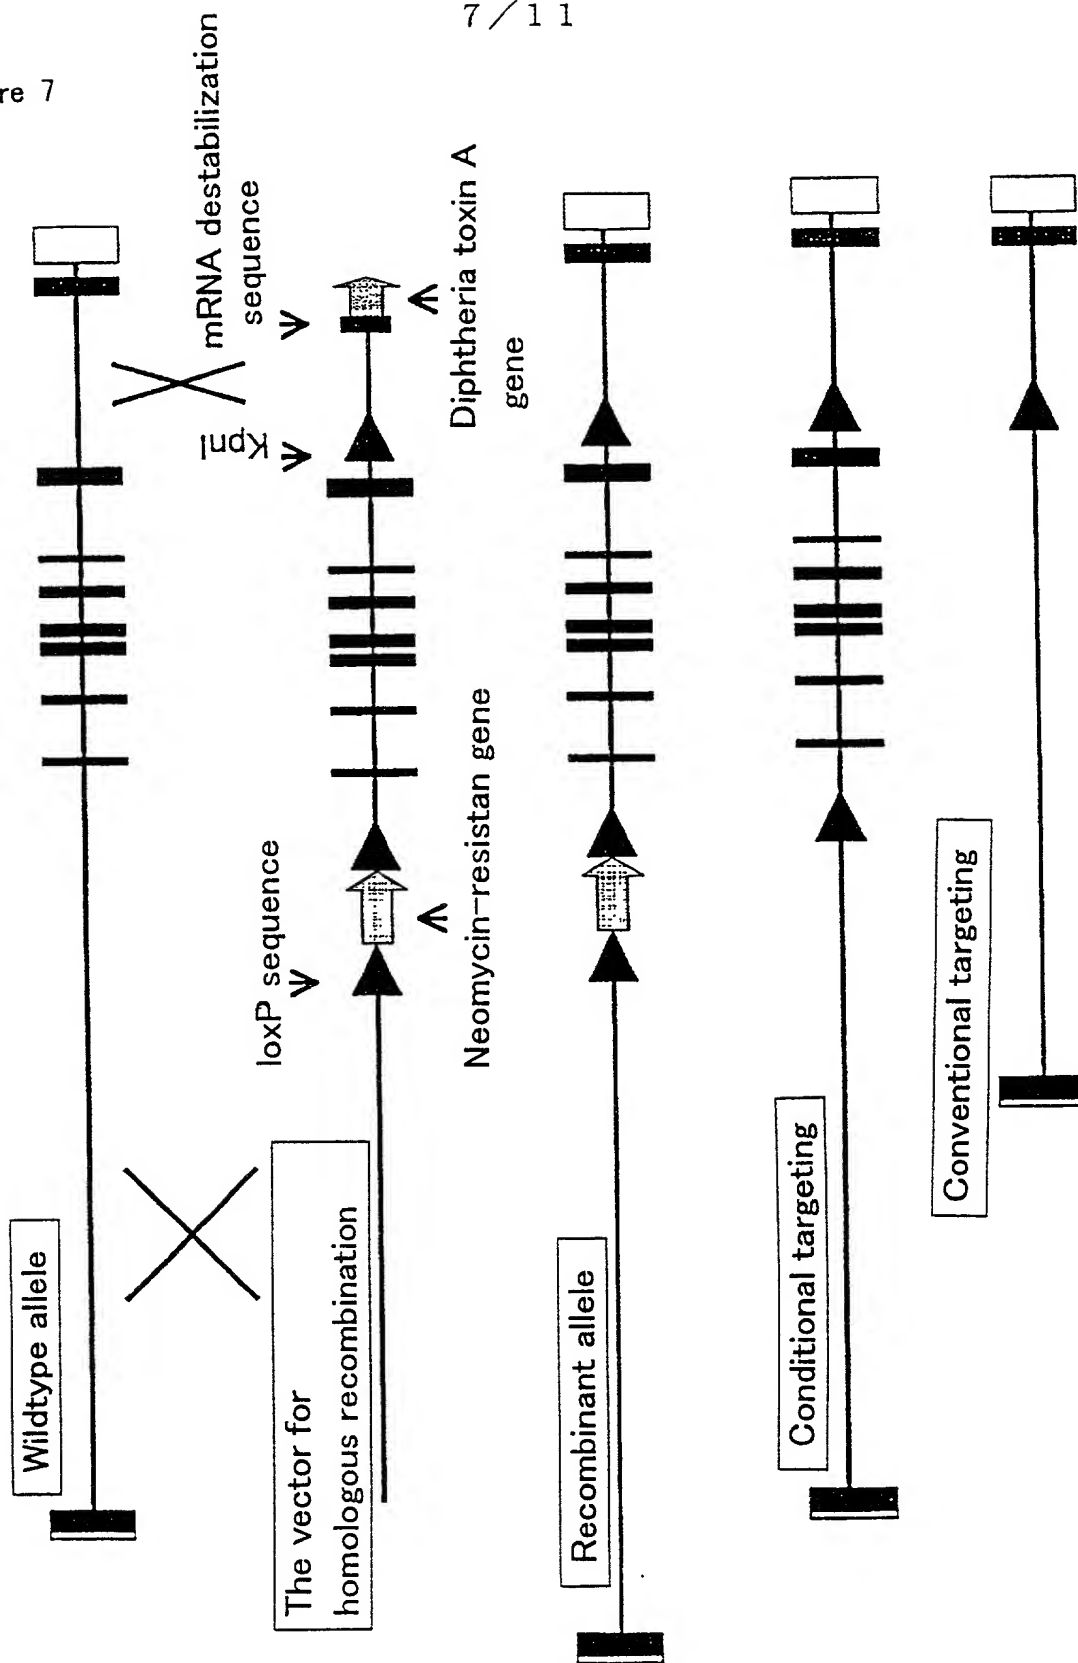 7/11
re 7
Wildtype allele
mRNA destabilization
sequence
KpnI
Diphtheria toxin A
gene
loxP sequence
Neomycin-resistan gene
The vector for
homologous recombination
Recombinant allele
Conditional targeting
Conventional targeting